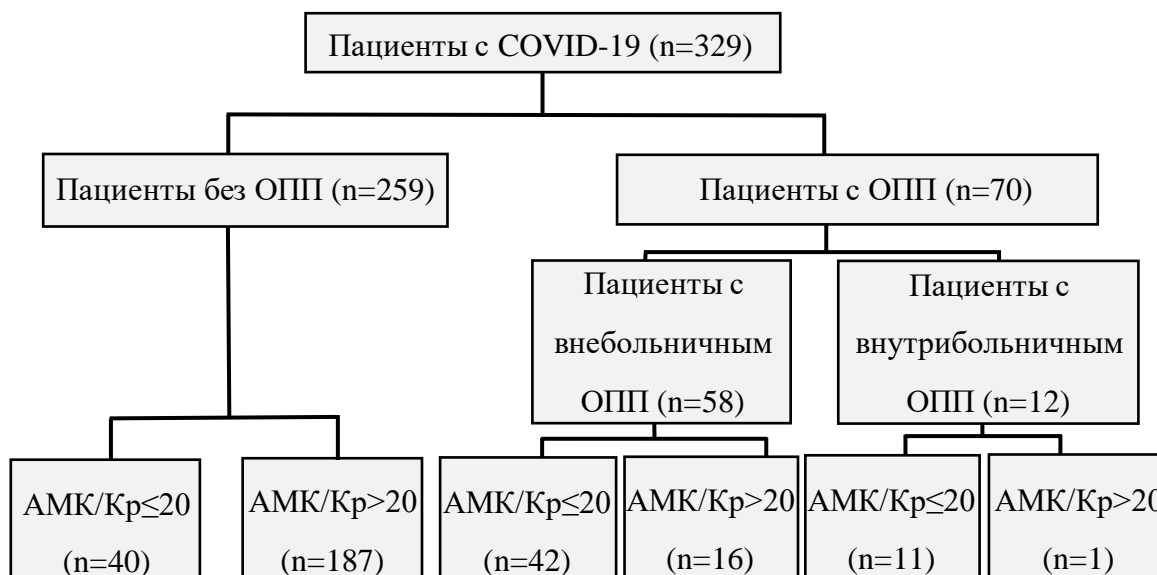 Пациенты с COVID-19 (n=329)
Пациенты без ОПП (n=259)
Пациенты с ОПП (n=70)
Пациенты с
внебольничным
ОПП (n=58)
Пациенты с
внутрибольничным
ОПП (n=12)
АМК/Кр≤20
(n=40)
АМК/Кр>20
(n=187)
АМК/Кр≤20
(n=42)
АМК/Кр>20
(n=16)
АМК/Кр≤20
(n=11)
АМК/Кр>20
(n=1)